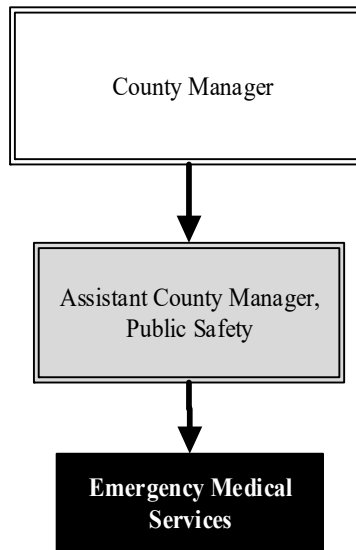 County Manager
Assistant County Manager,
Public Safety
Emergency Medical
Services